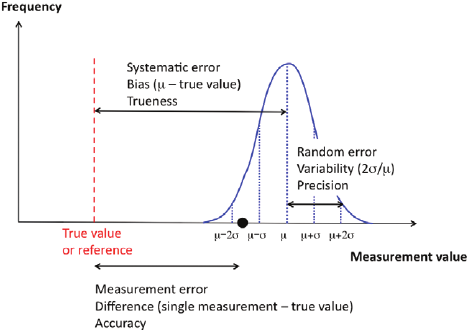 Frequency
Systematic error
Bias (μ – true value)
Trueness
Random error
Variability (2σ/μ)
Precision
True value
or reference
μ−2σ
μ−σ
μ
μ+σ
μ+2σ
Measurement value
Measurement error
Difference (single measurement – true value)
Accuracy